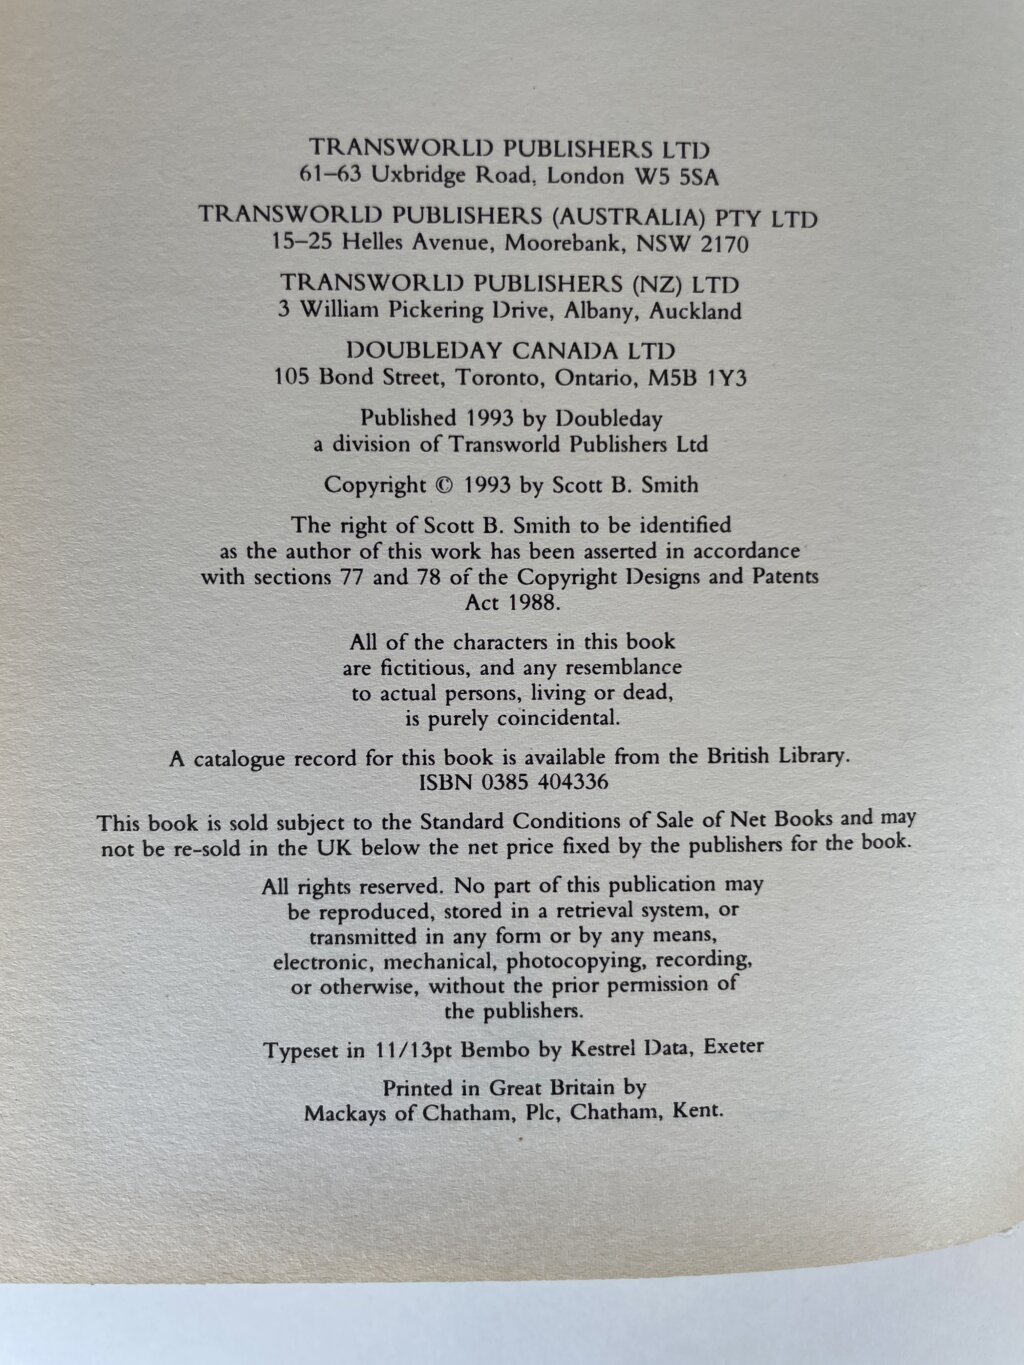 TRANSWORLD PUBLISHERS LTD
61–63 Uxbridge Road, London W5 5SA
TRANSWORLD PUBLISHERS (AUSTRALIA) PTY LTD
15–25 Helles Avenue, Moorebank, NSW 2170
TRANSWORLD PUBLISHERS (NZ) LTD
3 William Pickering Drive, Albany, Auckland
DOUBLEDAY CANADA LTD
105 Bond Street, Toronto, Ontario, M5B 1Y3
Published 1993 by Doubleday
a division of Transworld Publishers Ltd
Copyright © 1993 by Scott B. Smith
The right of Scott B. Smith to be identified
as the author of this work has been asserted in accordance
with sections 77 and 78 of the Copyright Designs and Patents
Act 1988.
All of the characters in this book
are fictitious, and any resemblance
to actual persons, living or dead,
is purely coincidental.
A catalogue record for this book is available from the British Library.
ISBN 0385 404336
This book is sold subject to the Standard Conditions of Sale of Net Books and may
not be re-sold in the UK below the net price fixed by the publishers for the book.
All rights reserved. No part of this publication may
be reproduced, stored in a retrieval system, or
transmitted in any form or by any means,
electronic, mechanical, photocopying, recording,
or otherwise, without the prior permission of
the publishers.
Typeset in 11/13pt Bembo by Kestrel Data, Exeter
Printed in Great Britain by
Mackays of Chatham, Plc, Chatham, Kent.